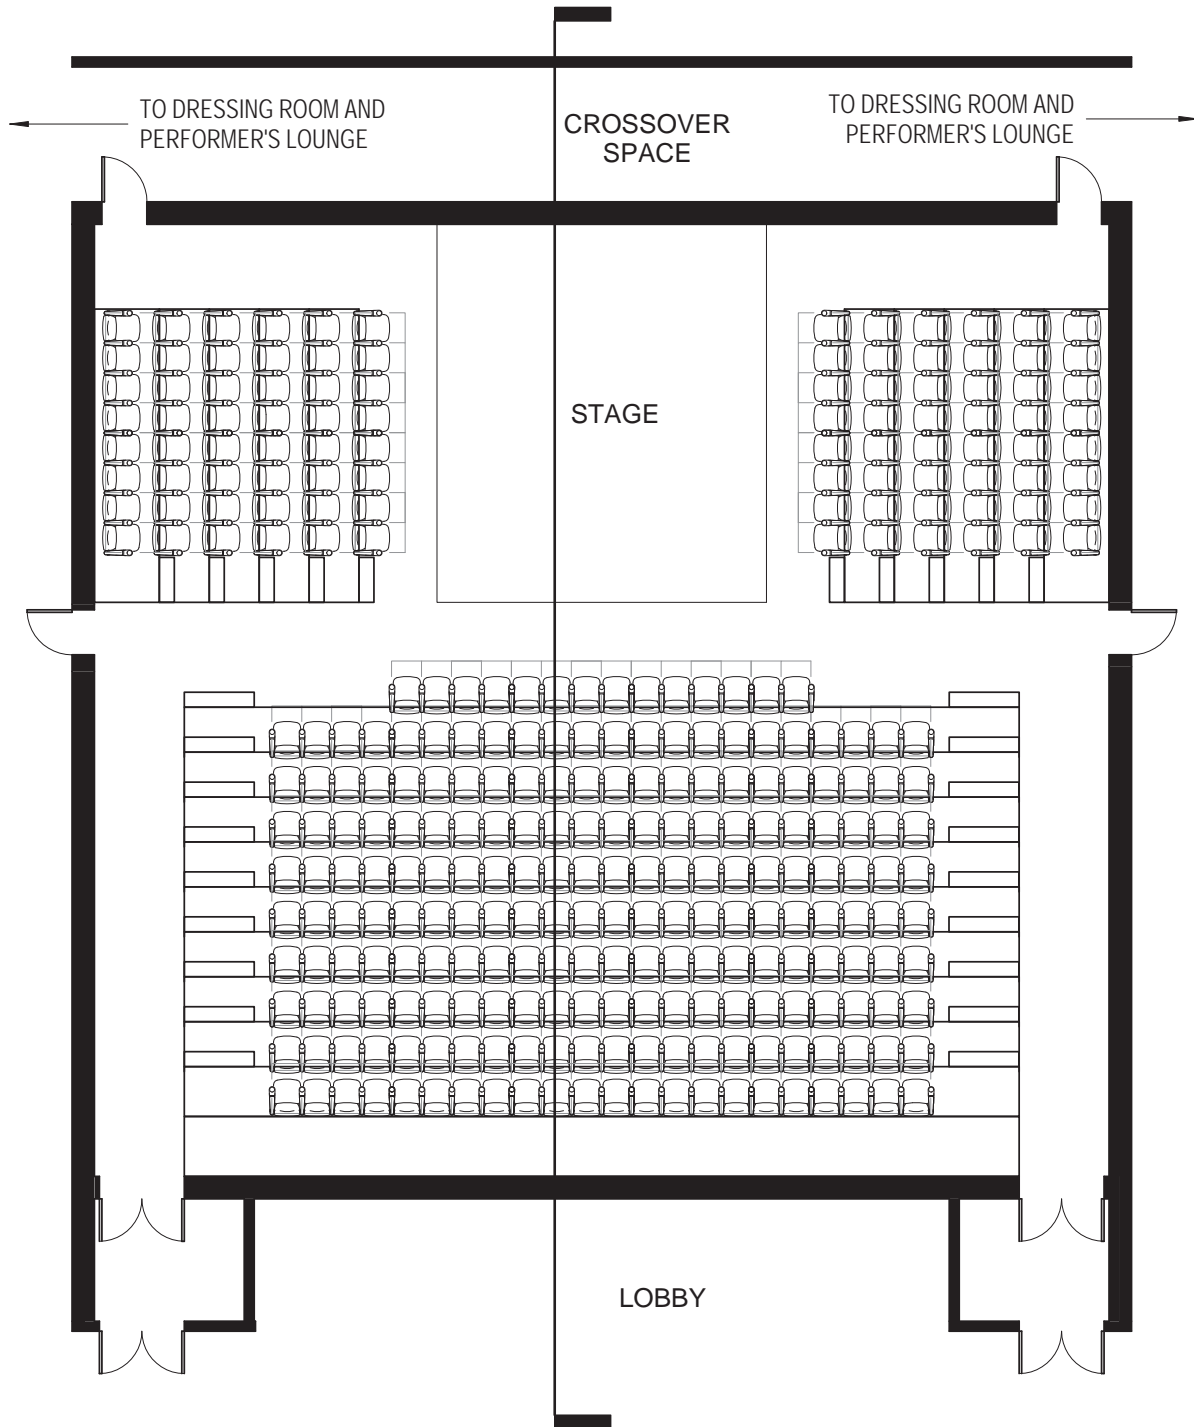 TO DRESSING ROOM AND
PERFORMER'S LOUNGE
CROSSOVER
SPACE
TO DRESSING ROOM AND
PERFORMER'S LOUNGE
STAGE
LOBBY